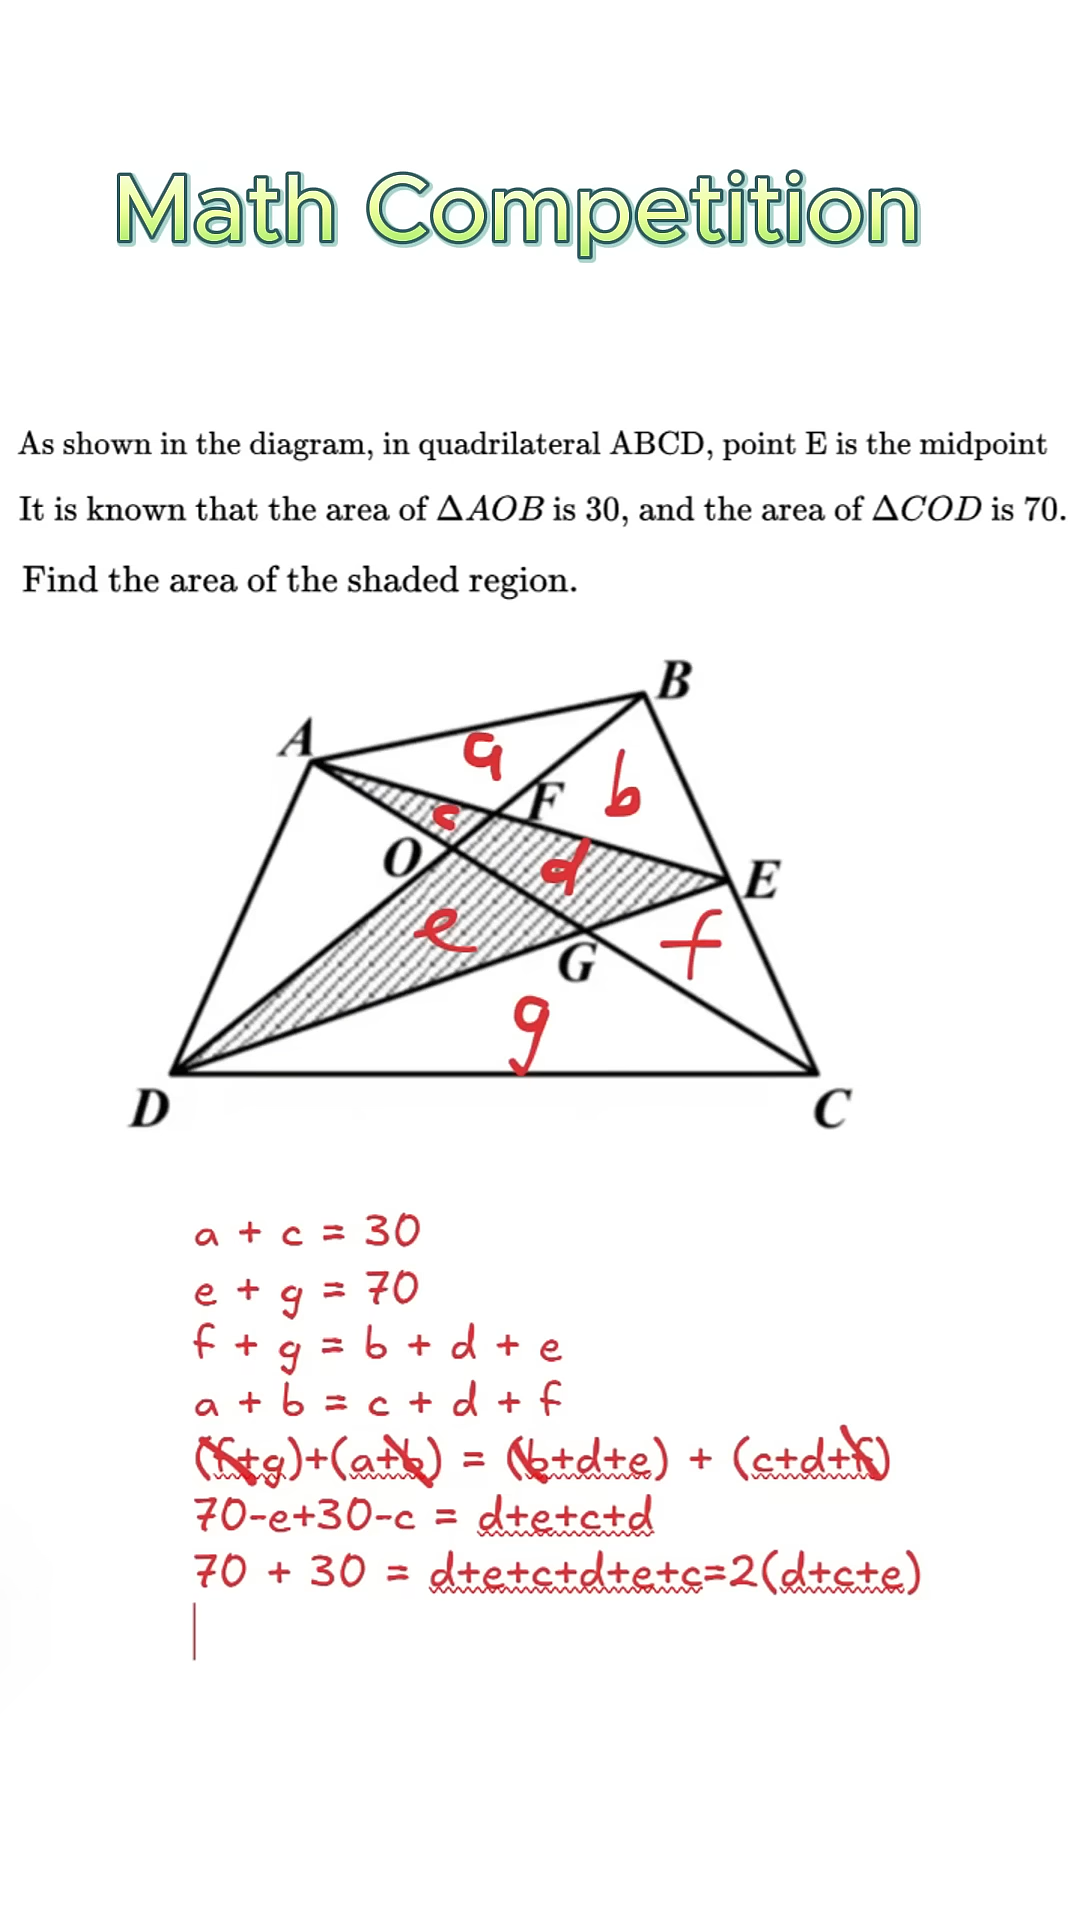 Math Competition
As shown in the diagram, in quadrilateral ABCD, point E is the midpoint
It is known that the area of ΔAOB is 30, and the area of ΔCOD is 70.
Find the area of the shaded region.
B
A
a
F
b
c
O
d
E
e
f
G
g
D
C
a + c = 30
e + g = 70
f + g = b + d + e
a + b = c + d + f
(f+g)+(a+b) = (b+d+e) + (c+d+f)
70-e+30-c = d+e+c+d
70 + 30 = d+e+c+d+e+c=2(d+c+e)